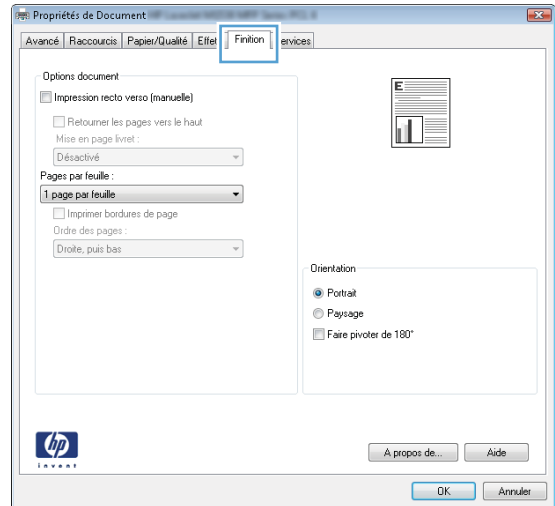 Propriétés de Document
Avancé Raccourcis Papier/Qualité Effet Finition ervices
Options document
Impression recto verso (manuelle)
Retourner les pages vers le haut
Mise en page livret :
Désactivé
Pages par feuille :
1 page par feuille
Imprimer bordures de page
Ordre des pages :
Droite, puis bas
E
Orientation
Portrait
Paysage
Faire pivoter de 180°
hp
invent
A propos de... Aide
OK Annuler